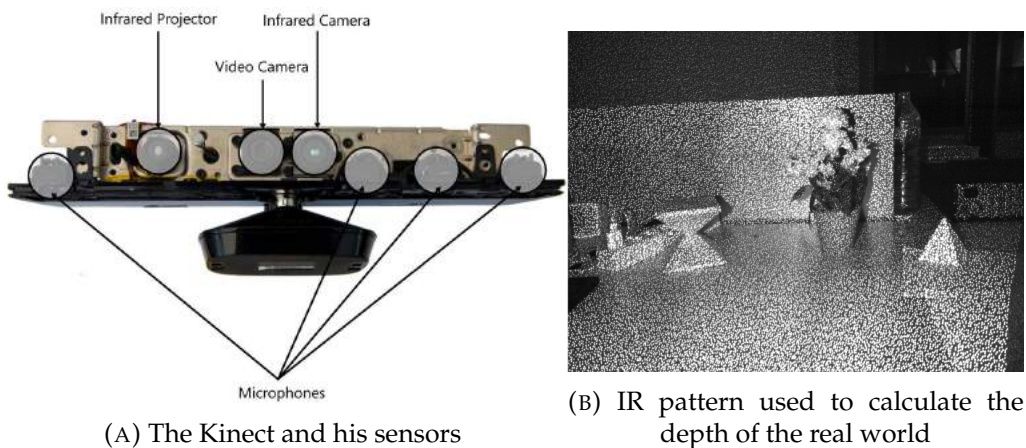 Infrared Projector
Infrared Camera
Video Camera
Microphones
(A) The Kinect and his sensors
(B) IR pattern used to calculate the
depth of the real world